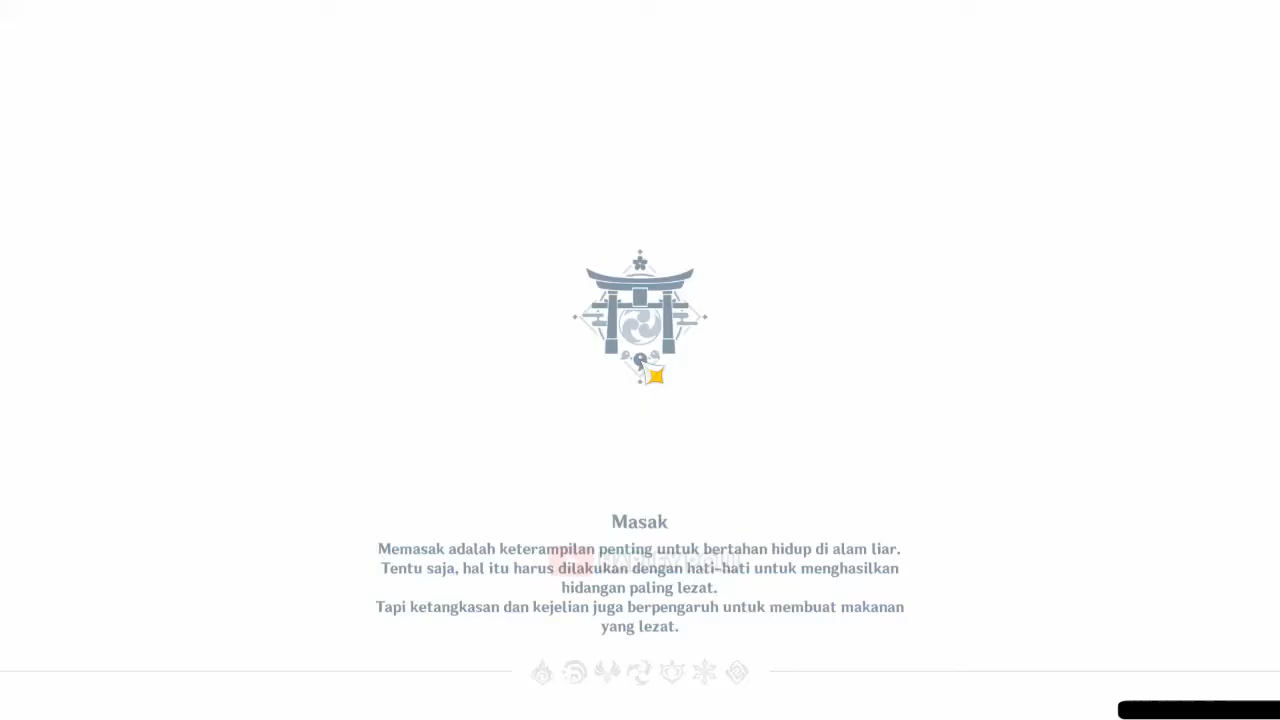 Masak
Memasak adalah keterampilan penting untuk bertahan hidup di alam liar.
Tentu saja, hal itu harus dilakukan dengan hati-hati untuk menghasilkan
hidangan paling lezat.
Tapi ketangkasan dan kejelian juga berpengaruh untuk membuat makanan
yang lezat.